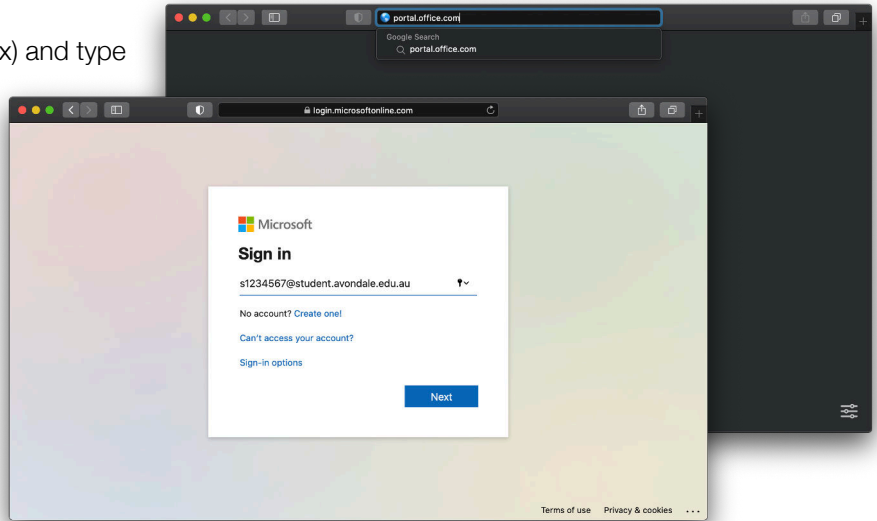 portal.office.com
Google Search
portal.office.com
x) and type
login.microsoftonline.com
Microsoft
Sign in
s1234567@student.avondale.edu.au
No account? Create one!
Can't access your account?
Sign-in options
Next
Terms of use Privacy & cookies ...